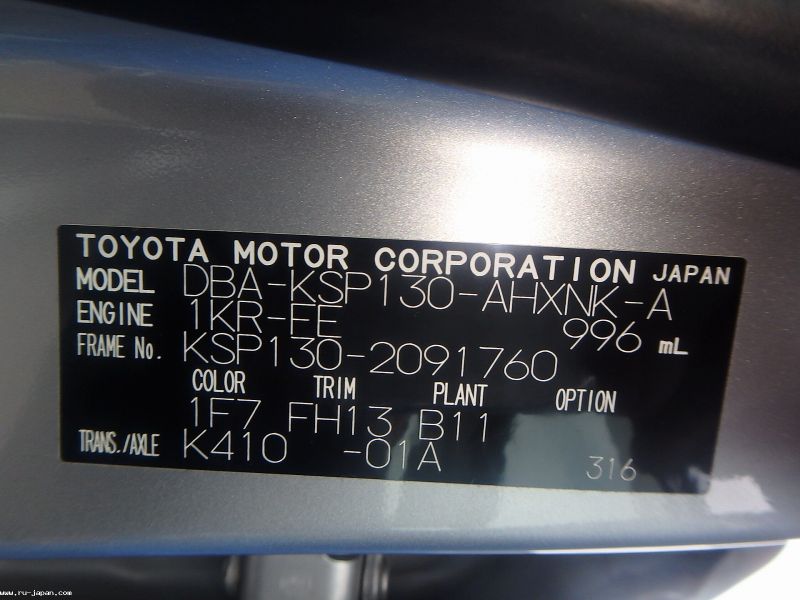 TOYOTA MOTOR CORPORATION JAPAN
MODEL DBA-KSP130-AHXNK-A
ENGINE 1KR-FE 996 mL
FRAME No. KSP130-2091760
COLOR TRIM PLANT OPTION
1F7 FH13 B11
TRANS./AXLE K410 -01A 316
www.ru-japan.com